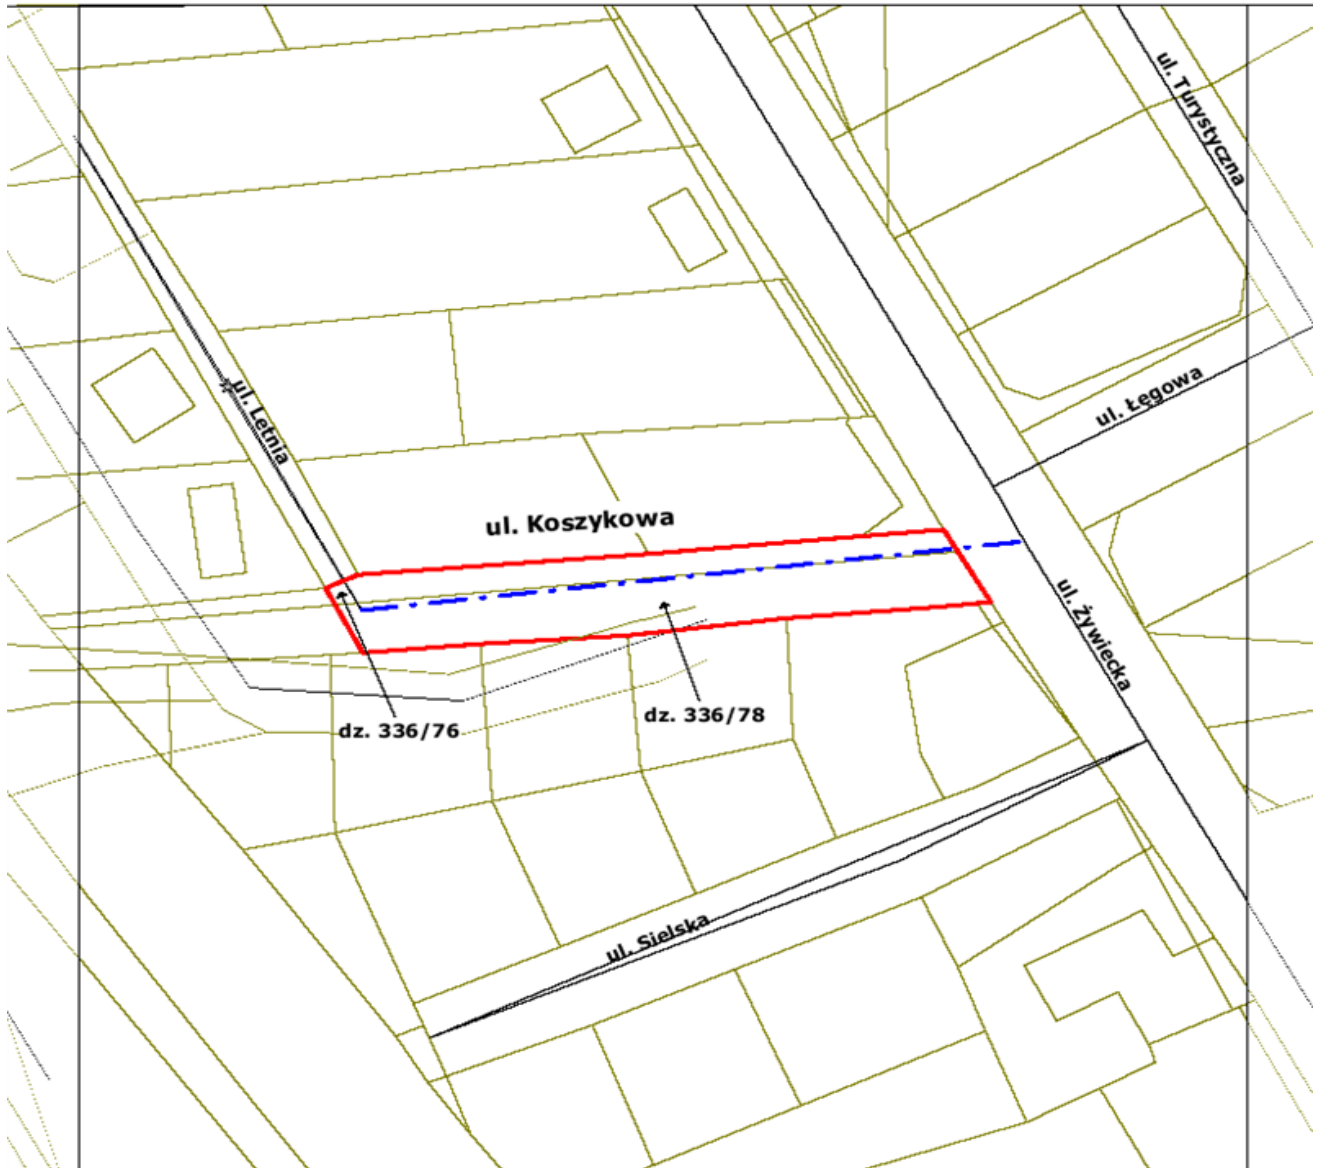 ul. Turystyczna
ul. Łęgowa
ul. Letnia
ul. Koszykowa
ul. Żywiecka
dz. 336/78
dz. 336/76
ul. Sielska